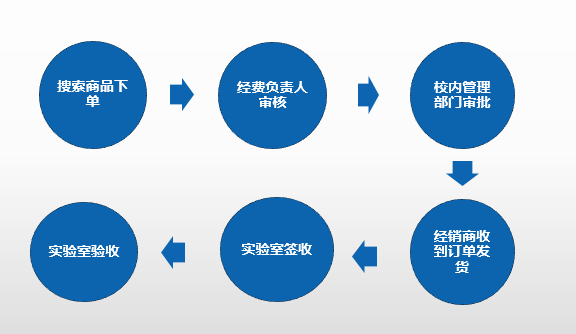 搜索商品下
单
经费负责人
审核
校内管理
部门审批
经销商收
到订单发
货
实验室签收
实验室验收